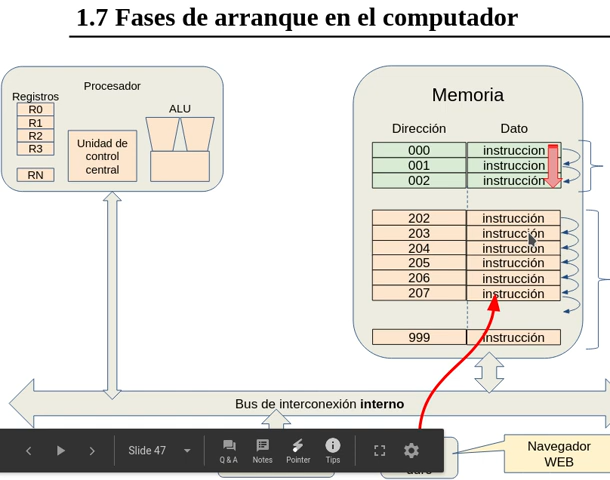 1.7 Fases de arranque en el computador
Procesador
Registros
R0
R1
R2
R3
RN
Unidad de
control
central
ALU
Memoria
Dirección Dato
000 instruccion
001 instruccion
002 instrucción
202 instrucción
203 instrucción
204 instrucción
205 instrucción
206 instrucción
207 instrucción
999 instrucción
Bus de interconexión interno
Slide 47
Q & A
Notes
Pointer
Tips
Navegador
WEB